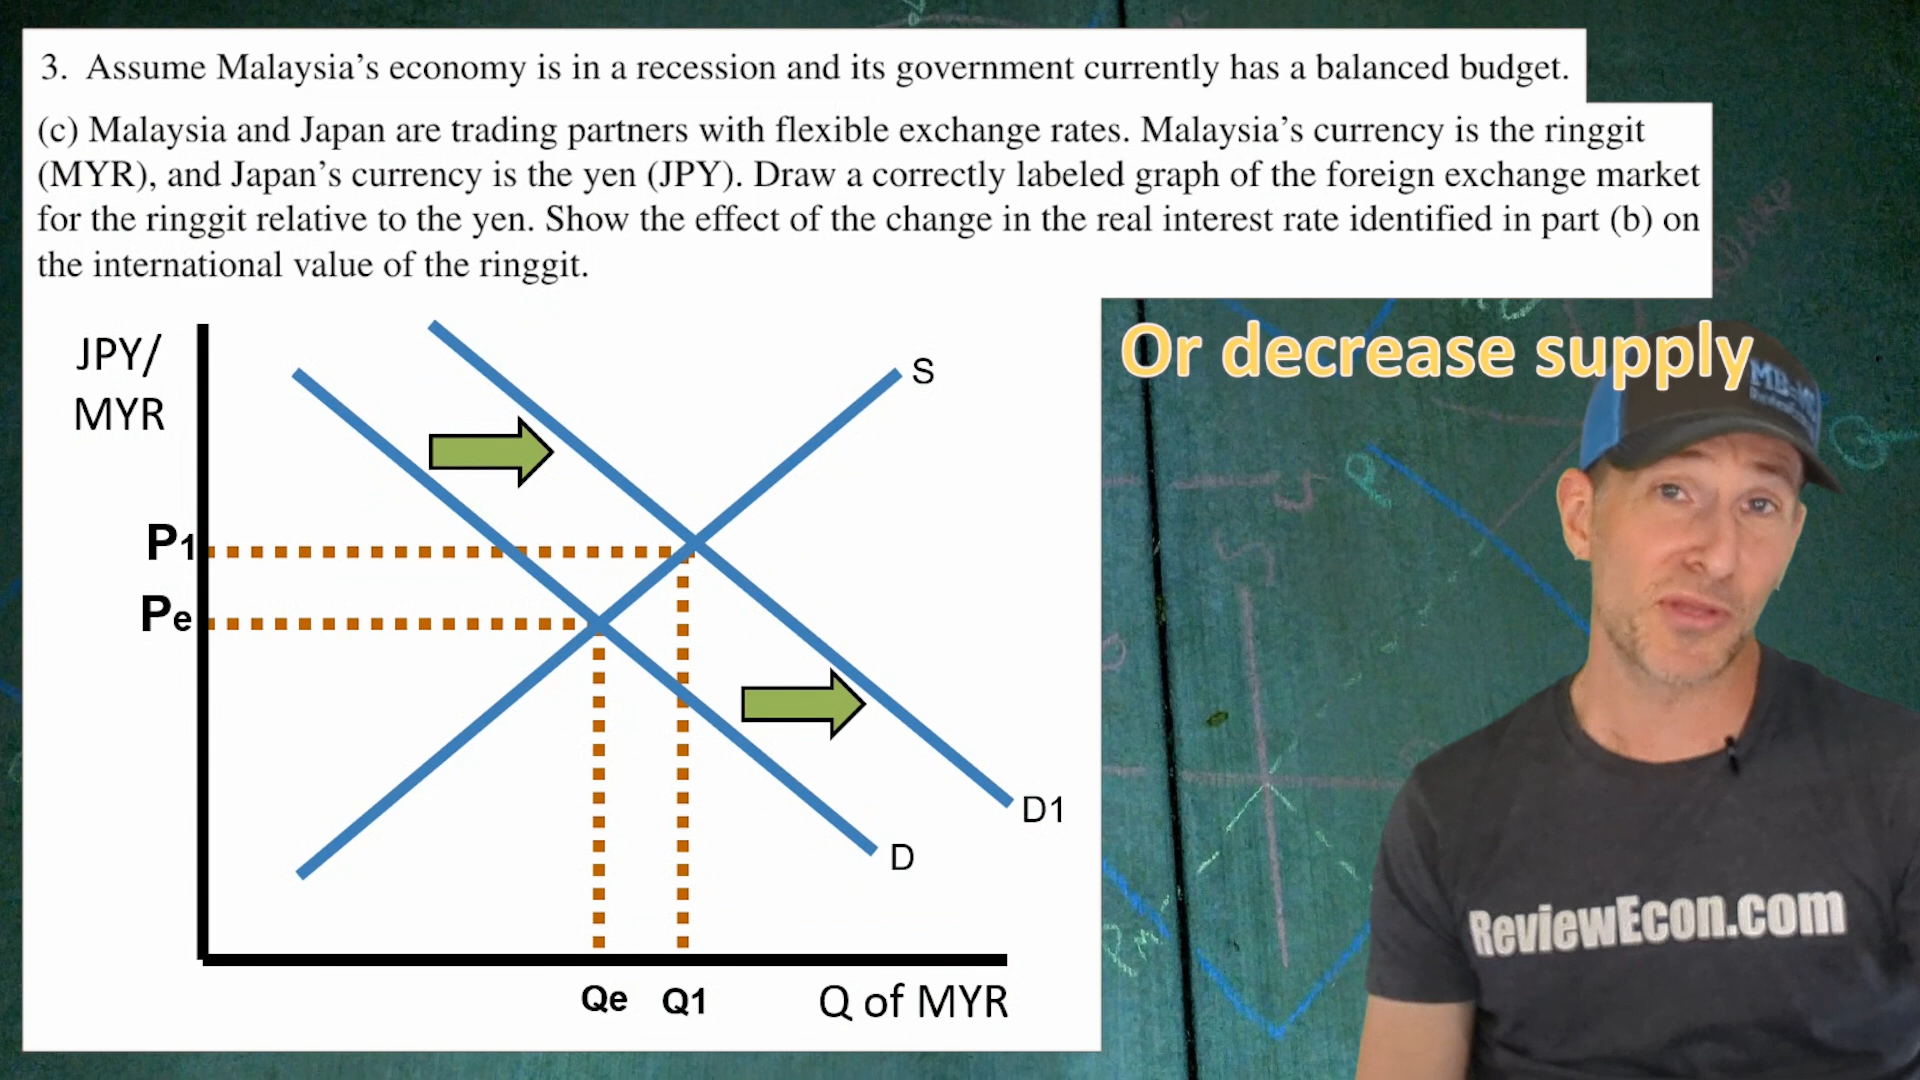 3. Assume Malaysia's economy is in a recession and its government currently has a balanced budget.
(c) Malaysia and Japan are trading partners with flexible exchange rates. Malaysia's currency is the ringgit
(MYR), and Japan's currency is the yen (JPY). Draw a correctly labeled graph of the foreign exchange market
for the ringgit relative to the yen. Show the effect of the change in the real interest rate identified in part (b) on
the international value of the ringgit.
Or decrease supply
JPY/
MYR
S
P1
Pe
D1
D
Qe Q1 Q of MYR
ReviewEcon.com